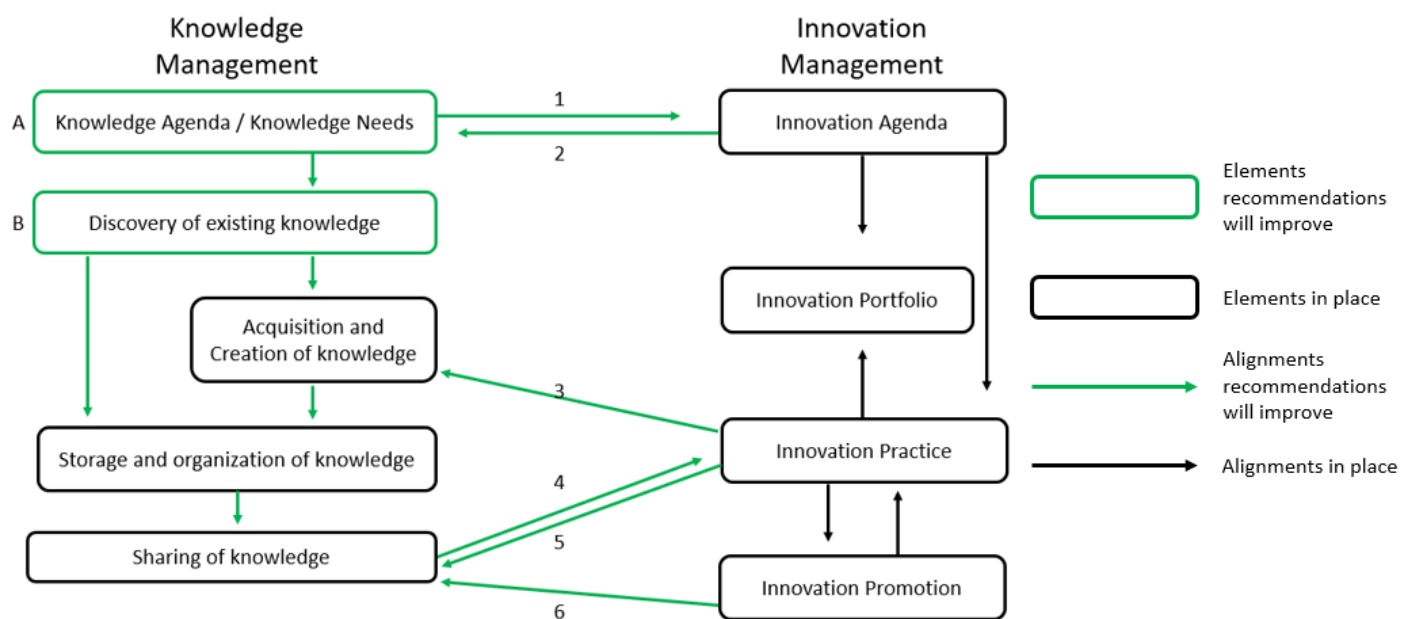 Knowledge
Management
Innovation
Management
A
Knowledge Agenda / Knowledge Needs
1
2
Innovation Agenda
B
Discovery of existing knowledge
Acquisition and
Creation of knowledge
Innovation Portfolio
3
Storage and organization of knowledge
Innovation Practice
4
5
Sharing of knowledge
6
Innovation Promotion
Elements
recommendations
will improve
Elements in place
Alignments
recommendations
will improve
Alignments in place